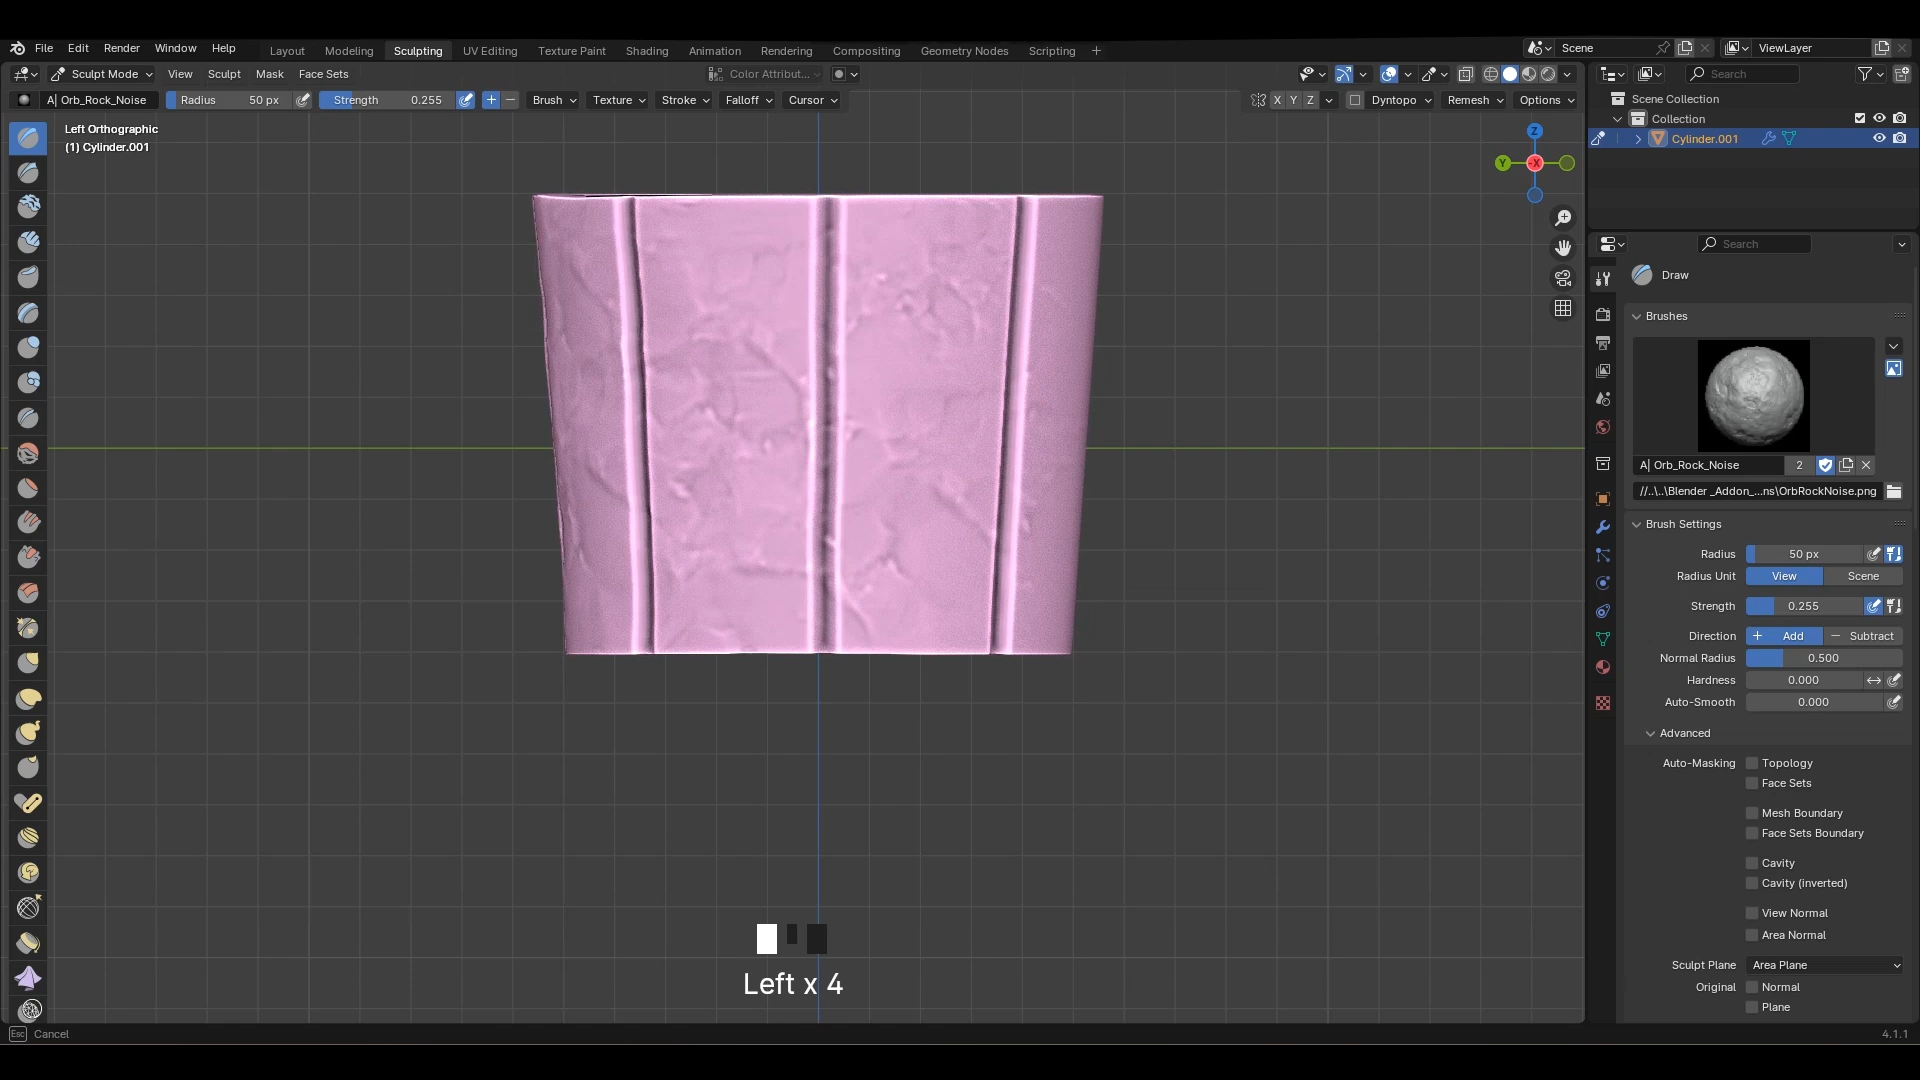 File Edit Render Window Help Layout Modeling Sculpting UV Editing Texture Paint Shading Animation Rendering Compositing Geometry Nodes Scripting + Scene ViewLayer
Sculpt Mode View Sculpt Mask Face Sets Color Attribut... Search
A| Orb_Rock_Noise Radius 50 px Strength 0.255 + − Brush Texture Stroke Falloff Cursor X Y Z Dyntopo Remesh Options
Scene Collection
Collection
Cylinder.001
Left Orthographic
(1) Cylinder.001
Z
Y
-X
Search
Draw
Brushes
A| Orb_Rock_Noise 2
//..\..\Blender _Addon_...ns\OrbRockNoise.png
Brush Settings
Radius 50 px
Radius Unit View Scene
Strength 0.255
Direction + Add − Subtract
Normal Radius 0.500
Hardness 0.000
Auto-Smooth 0.000
Advanced
Auto-Masking Topology
Face Sets
Mesh Boundary
Face Sets Boundary
Cavity
Cavity (inverted)
View Normal
Area Normal
Sculpt Plane Area Plane
Original Normal
Plane
Left x 4
Esc Cancel
4.1.1